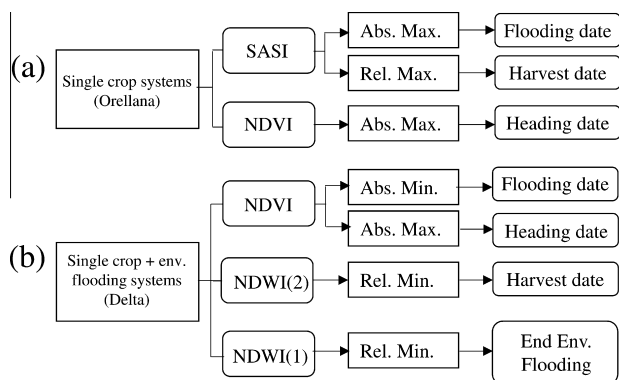 (a)
Single crop systems
(Orellana)
SASI
Abs. Max.
Flooding date
Rel. Max.
Harvest date
NDVI
Abs. Max.
Heading date
(b)
Single crop + env.
flooding systems
(Delta)
NDVI
Abs. Min.
Flooding date
Abs. Max.
Heading date
NDWI(2)
Rel. Min.
Harvest date
NDWI(1)
Rel. Min.
End Env.
Flooding